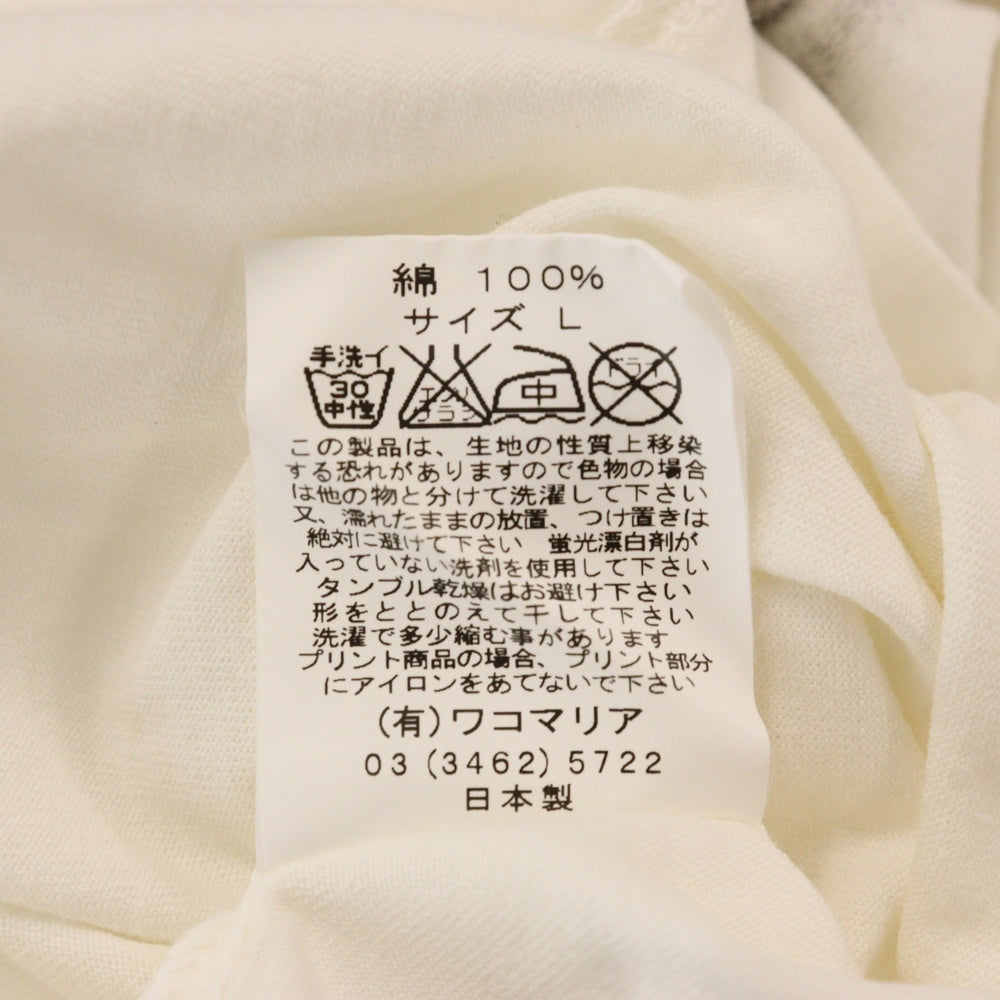 綿 100%
サイズ L
手洗イ
30
中性
エンソ
サラシ
中
ドライ
この製品は、生地の性質上移染
する恐れがありますので色物の場合
は他の物と分けて洗濯して下さい
又、濡れたままの放置、つけ置きは
絶対に避けて下さい 蛍光漂白剤が
入っていない洗剤を使用して下さい
タンブル乾燥はお避け下さい
形をととのえて干して下さい
洗濯で多少縮む事があります
プリント商品の場合、プリント部分
にアイロンをあてないで下さい
(有)ワコマリア
03(3462)5722
日本製